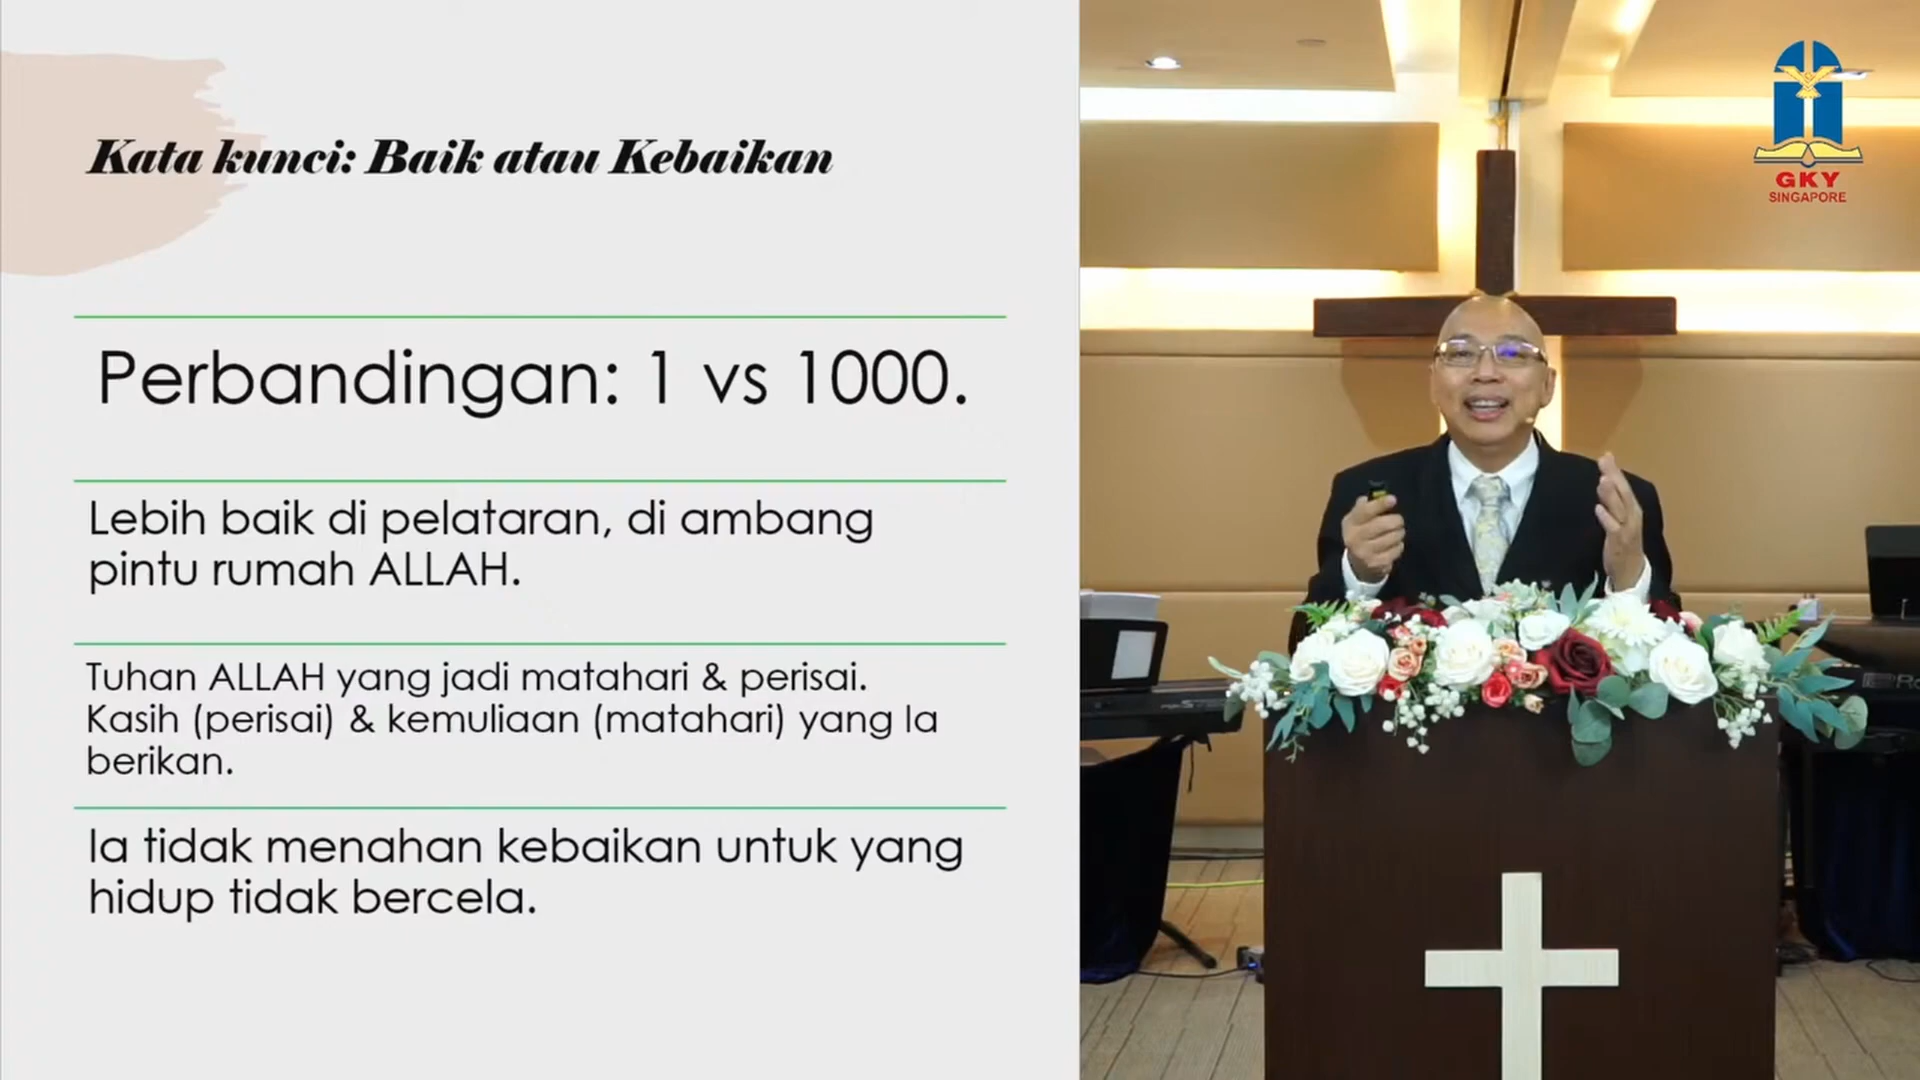 Kata kunci: Baik atau Kebaikan
Perbandingan: 1 vs 1000.
Lebih baik di pelataran, di ambang
pintu rumah ALLAH.
Tuhan ALLAH yang jadi matahari & perisai.
Kasih (perisai) & kemuliaan (matahari) yang Ia
berikan.
Ia tidak menahan kebaikan untuk yang
hidup tidak bercela.
GKY
SINGAPORE